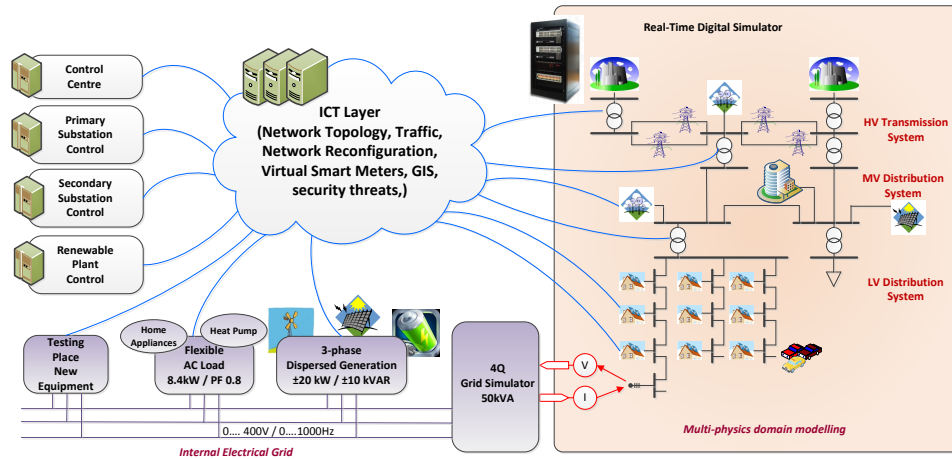 Real-Time Digital Simulator
Control
Centre
Primary
Substation
Control
Secondary
Substation
Control
Renewable
Plant
Control
ICT Layer
(Network Topology, Traffic,
Network Reconfiguration,
Virtual Smart Meters, GIS,
security threats,)
HV Transmission
System
MV Distribution
System
LV Distribution
System
Home
Appliances
Heat Pump
Testing
Place
New
Equipment
Flexible
AC Load
8.4kW / PF 0.8
3-phase
Dispersed Generation
±20 kW / ±10 kVAR
4Q
Grid Simulator
50kVA
V
I
0.... 400V / 0....1000Hz
Internal Electrical Grid
Multi-physics domain modelling